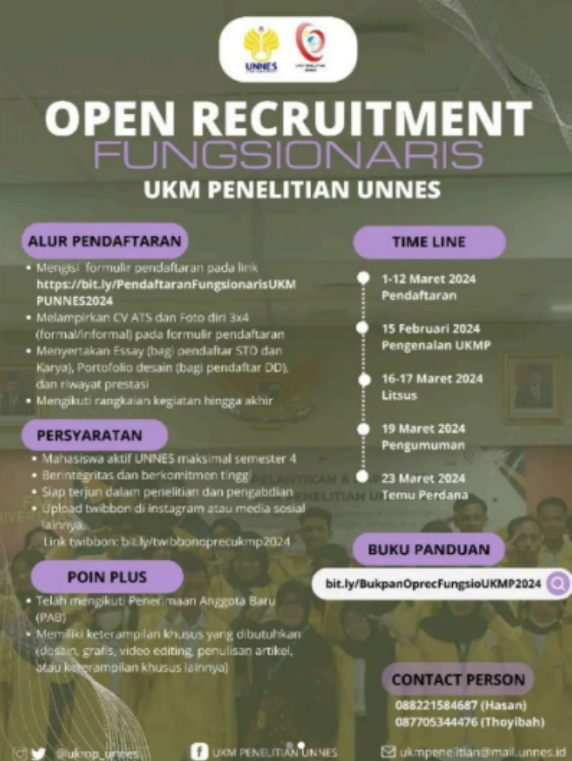 UNNES
OPEN RECRUITMENT
FUNGSIONARIS
UKM PENELITIAN UNNES
ALUR PENDAFTARAN
Mengisi formulir pendaftaran pada link
https://bit.ly/PendaftaranFungsionarisUKM
PUNNES2024
Melampirkan CV ATS dan Foto diri 3x4
(formal/informal) pada formulir pendaftaran
Menyertakan Essay (bagi pendaftar STD dan
Karya), Portofolio desain (bagi pendaftar DD),
dan riwayat prestasi
Mengikuti rangkaian kegiatan hingga akhir
PERSYARATAN
Mahasiswa aktif UNNES maksimal semester 4
Berintegritas dan berkomitmen tinggi
Siap terjun dalam penelitian dan pengabdian
Upload twibbon di instagram atau media sosial
lainnya.
Link twibbon: bit.ly/twibbonoprecukmp2024
POIN PLUS
Telah mengikuti Penerimaan Anggota Baru
(PAB)
Memiliki keterampilan khusus yang dibutuhkan
(desain, grafis, video editing, penulisan artikel,
atau keterampilan khusus lainnya)
TIME LINE
1-12 Maret 2024
Pendaftaran
15 Februari 2024
Pengenalan UKMP
16-17 Maret 2024
Litsus
19 Maret 2024
Pengumuman
23 Maret 2024
Temu Perdana
BUKU PANDUAN
bit.ly/BukpanOprecFungsioUKMP2024
CONTACT PERSON
088221584687 (Hasan)
087705344476 (Thoyibah)
@ukmp_unnes
UKM PENELITIAN UNNES
ukmpenelitian@mail.unnes.id